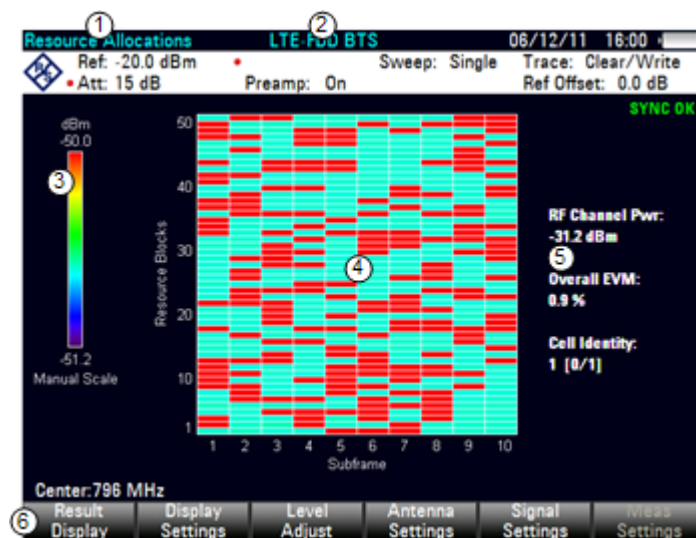 1 2
Resource Allocations LTE-FDD BTS 06/12/11 16:00
Ref: -20.0 dBm Sweep: Single Trace: Clear/Write
Att: 15 dB Preamp: On Ref Offset: 0.0 dB
SYNC OK
dBm
-50.0
3
-51.2
Manual Scale
Resource Blocks
50
40
30
20
10
1
4
1 2 3 4 5 6 7 8 9 10
Subframe
RF Channel Pwr:
-31.2 dBm
5
Overall EVM:
0.9 %
Cell Identity:
1 [0/1]
Center:796 MHz
6
Result Display Level Antenna Signal Meas
Display Settings Adjust Settings Settings Settings